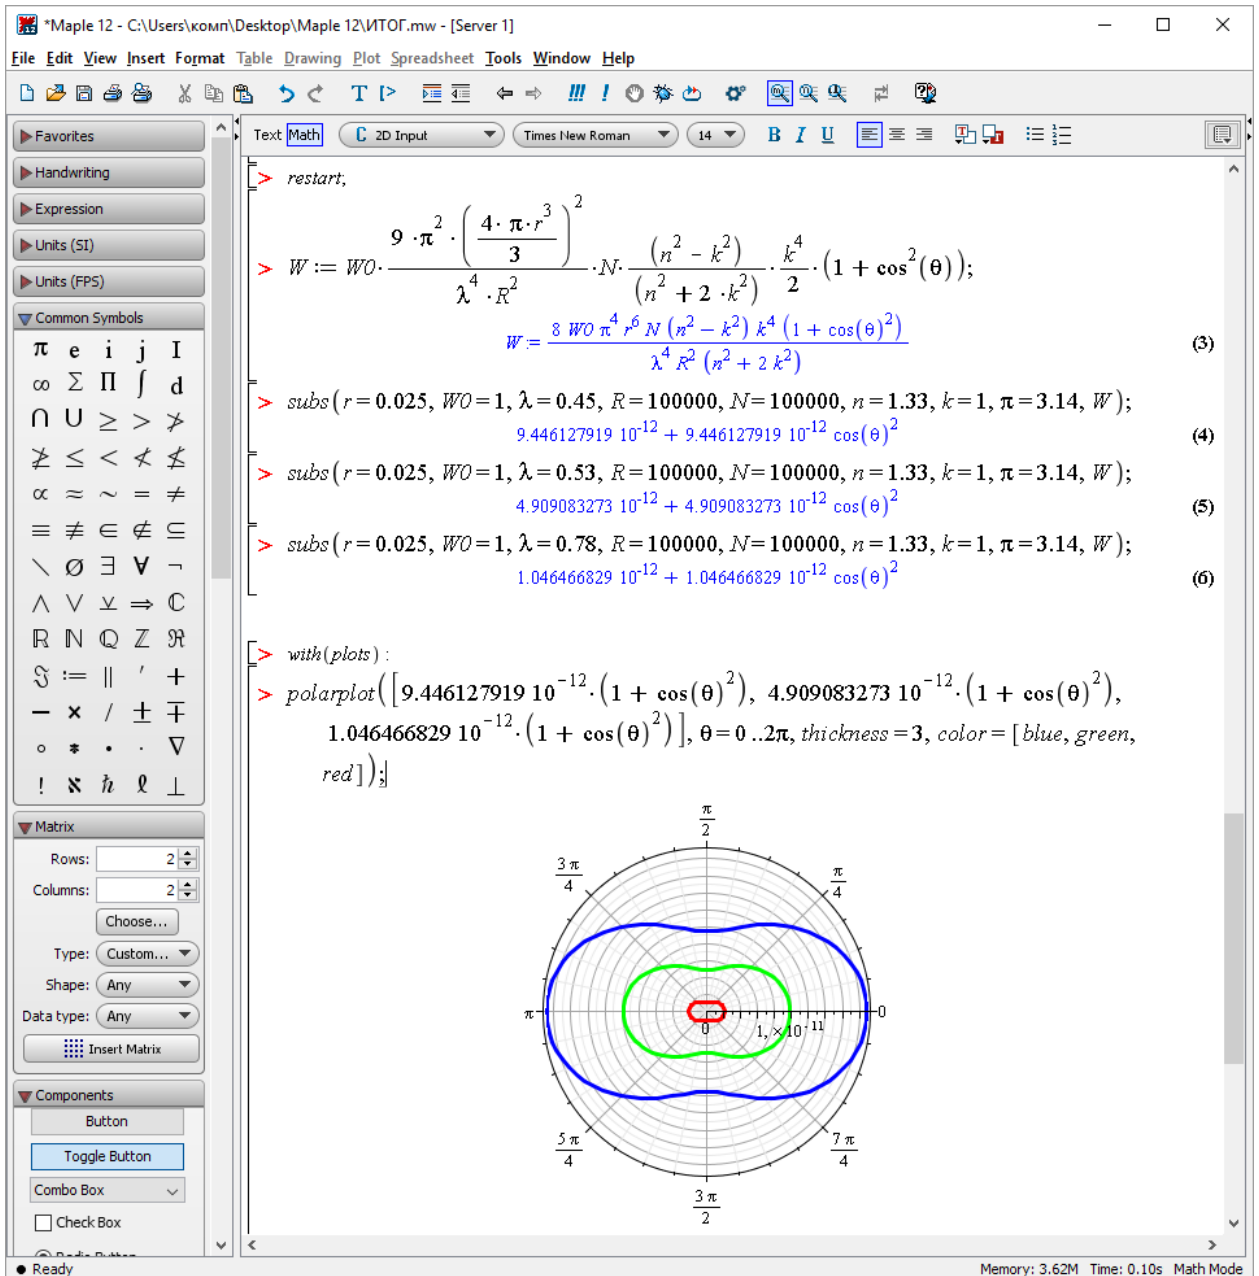 *Maple 12 - C:\Users\комп\Desktop\Maple 12\ИТОГ.mw - [Server 1]
File Edit View Insert Format Table Drawing Plot Spreadsheet Tools Window Help
Text Math C 2D Input Times New Roman 14 B I U
Favorites
Handwriting
Expression
Units (SI)
Units (FPS)
Common Symbols
π e i j I
∞ Σ Π ∫ d
∩ ∪ ≥ > ≯
≱ ≤ < ≮ ≰
∝ ≈ ~ = ≠
≡ ≢ ∈ ∉ ⊆
\ Ø ∃ ∀ ¬
∧ ∨ ⊻ ⇒ ℂ
ℝ ℕ ℚ ℤ ℜ
ℑ := ∥ ′ +
− × / ± ∓
∘ * • · ∇
! ℵ ℏ ℓ ⊥
Matrix
Rows: 2
Columns: 2
Choose...
Type: Custom...
Shape: Any
Data type: Any
Insert Matrix
Components
Button
Toggle Button
Combo Box
Check Box
> restart;
> W := W0· (9 ·π^2 · ((4· π·r^3)/3)^2)/(λ^4 ·R^2) ·N· (n^2 − k^2)/(n^2 + 2 ·k^2) · k^4/2 ·(1 + cos^2(θ));
W := (8 W0 π^4 r^6 N (n^2 − k^2) k^4 (1 + cos(θ)^2))/(λ^4 R^2 (n^2 + 2 k^2)) (3)
> subs(r = 0.025, W0 = 1, λ = 0.45, R = 100000, N = 100000, n = 1.33, k = 1, π = 3.14, W);
9.446127919 10^-12 + 9.446127919 10^-12 cos(θ)^2 (4)
> subs(r = 0.025, W0 = 1, λ = 0.53, R = 100000, N = 100000, n = 1.33, k = 1, π = 3.14, W);
4.909083273 10^-12 + 4.909083273 10^-12 cos(θ)^2 (5)
> subs(r = 0.025, W0 = 1, λ = 0.78, R = 100000, N = 100000, n = 1.33, k = 1, π = 3.14, W);
1.046466829 10^-12 + 1.046466829 10^-12 cos(θ)^2 (6)
> with(plots) :
> polarplot([9.446127919 10^−12·(1 + cos(θ)^2), 4.909083273 10^−12·(1 + cos(θ)^2),
1.046466829 10^−12·(1 + cos(θ)^2)], θ = 0 ..2π, thickness = 3, color = [blue, green,
red]);
π/2
3π/4 π/4
π 0 1, ×10^-11 0
5π/4 7π/4
3π/2
Ready Memory: 3.62M Time: 0.10s Math Mode